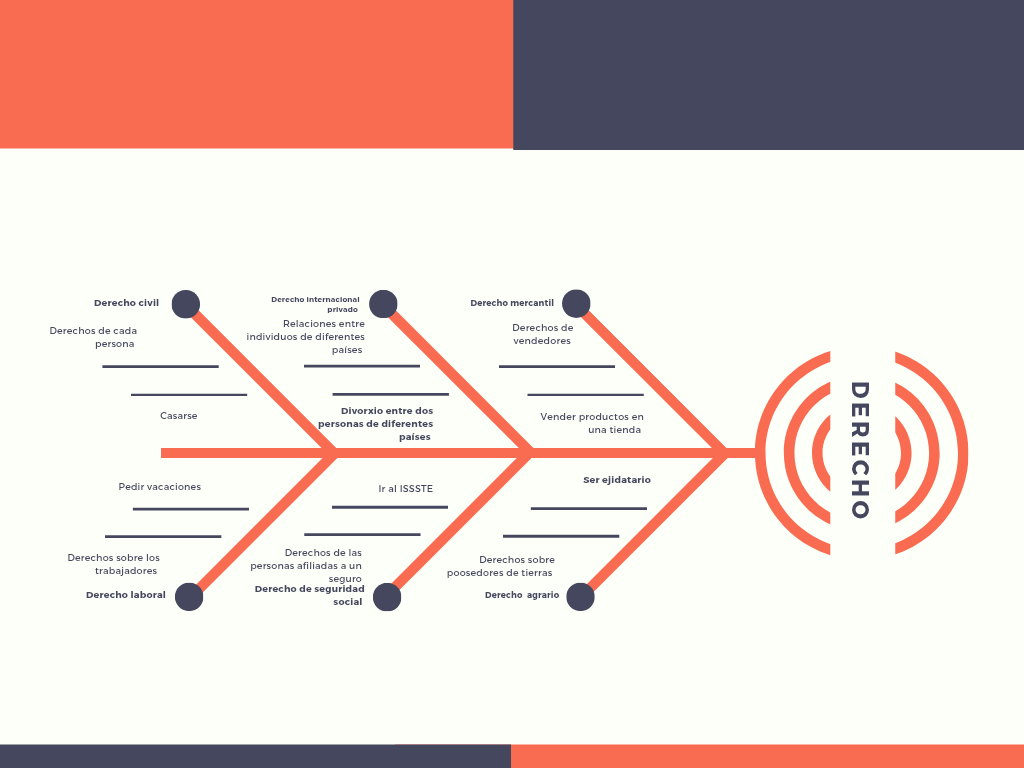 Derecho civil
Derechos de cada
persona
Casarse
Derecho internacional
privado
Relaciones entre
individuos de diferentes
países
Divorxio entre dos
personas de diferentes
países
Derecho mercantil
Derechos de
vendedores
Vender productos en
una tienda
DERECHO
Pedir vacaciones
Derechos sobre los
trabajadores
Derecho laboral
Ir al ISSSTE
Derechos de las
personas afiliadas a un
seguro
Derecho de seguridad
social
Ser ejidatario
Derechos sobre
poosedores de tierras
Derecho agrario